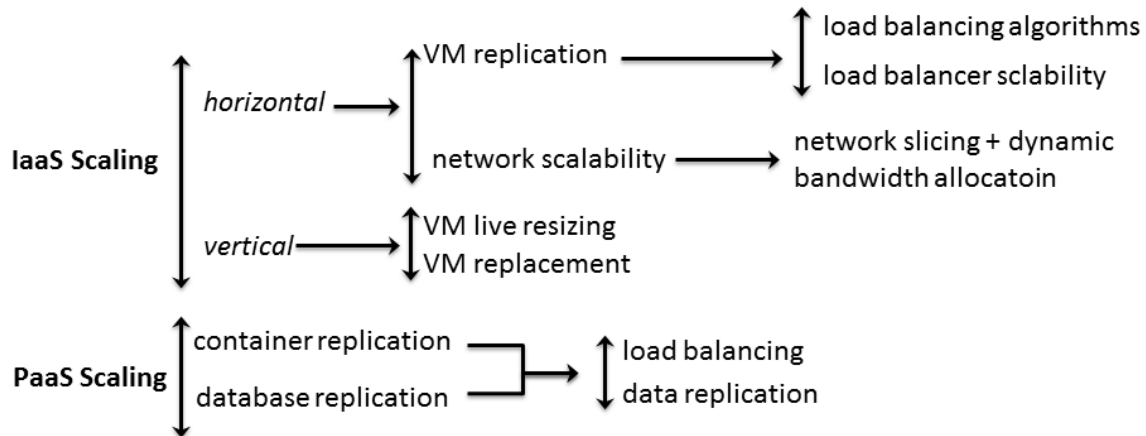 load balancing algorithms
VM replication
load balancer sclability
horizontal
IaaS Scaling
network scalability
network slicing + dynamic
bandwidth allocatoin
vertical
VM live resizing
VM replacement
container replication
PaaS Scaling
database replication
load balancing
data replication